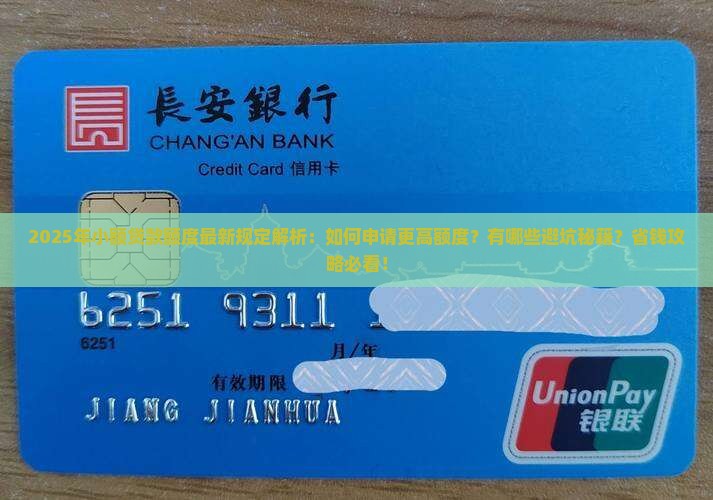 長安銀行
CHANG'AN BANK
Credit Card 信用卡
2025年小额贷款额度最新规定解析：如何申请更高额度？有哪些避坑秘籍？省钱攻
略必看！
6251 9311 1
6251
月/年
有效期限
JIANG JIANHUA
UnionPay
银联